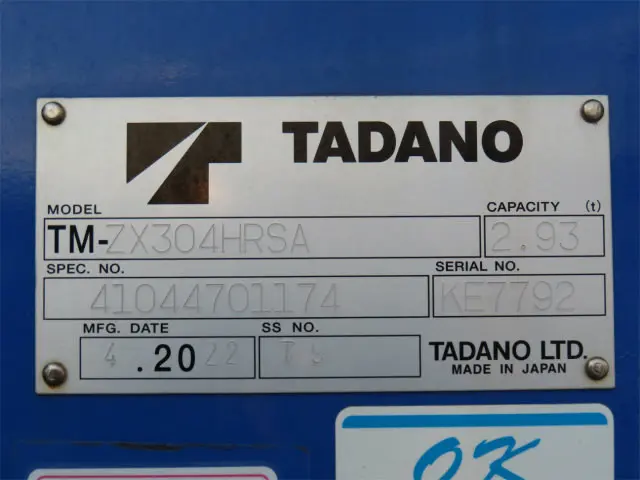 TADANO
MODEL
CAPACITY (t)
TM-ZX304HRSA
2.93
SPEC. NO.
SERIAL NO.
41044701174
KE7792
MFG. DATE
SS NO.
4 .2022
TADANO LTD.
MADE IN JAPAN
OK